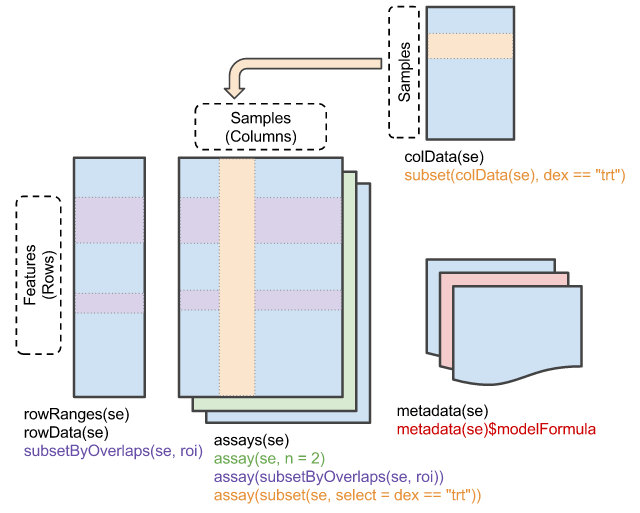 Samples
colData(se)
subset(colData(se), dex == "trt")
Samples
(Columns)
Features
(Rows)
rowRanges(se)
rowData(se)
subsetByOverlaps(se, roi)
assays(se)
assay(se, n = 2)
assay(subsetByOverlaps(se, roi))
assay(subset(se, select = dex == "trt"))
metadata(se)
metadata(se)$modelFormula